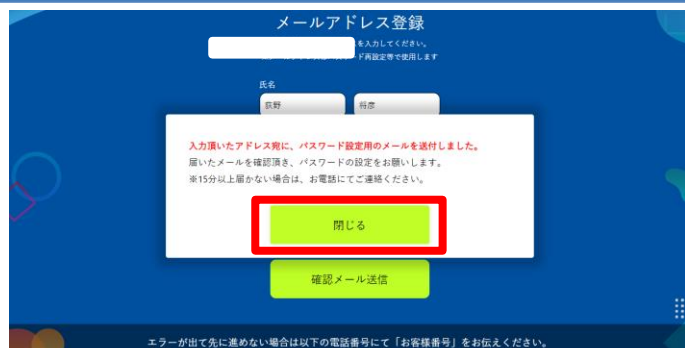 メールアドレス登録
を入力してください。
ード再設定等で使用します
氏名
荻野
将彦
入力頂いたアドレス宛に、パスワード設定用のメールを送付しました。
届いたメールを確認頂き、パスワードの設定をお願いします。
※15分以上届かない場合は、お電話にてご連絡ください。
閉じる
確認メール送信
エラーが出て先に進めない場合は以下の電話番号にて「お客様番号」をお伝えください。